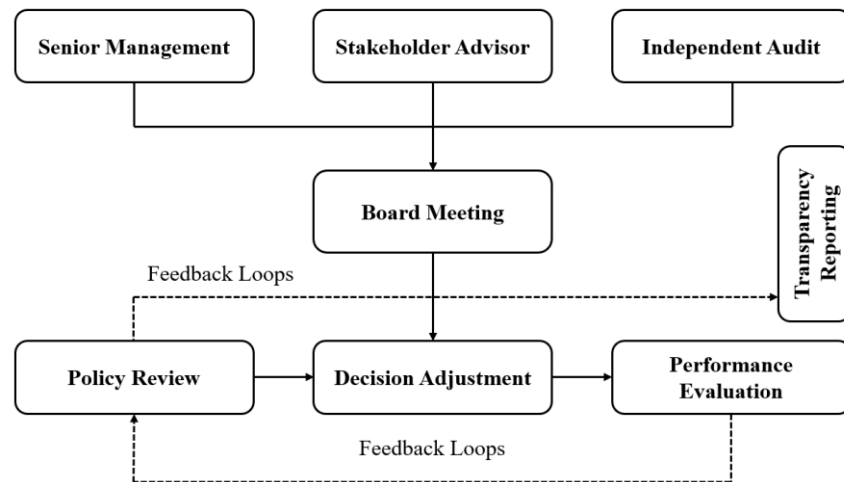 Senior Management
Stakeholder Advisor
Independent Audit
Board Meeting
Transparency
Reporting
Feedback Loops
Policy Review
Decision Adjustment
Performance
Evaluation
Feedback Loops